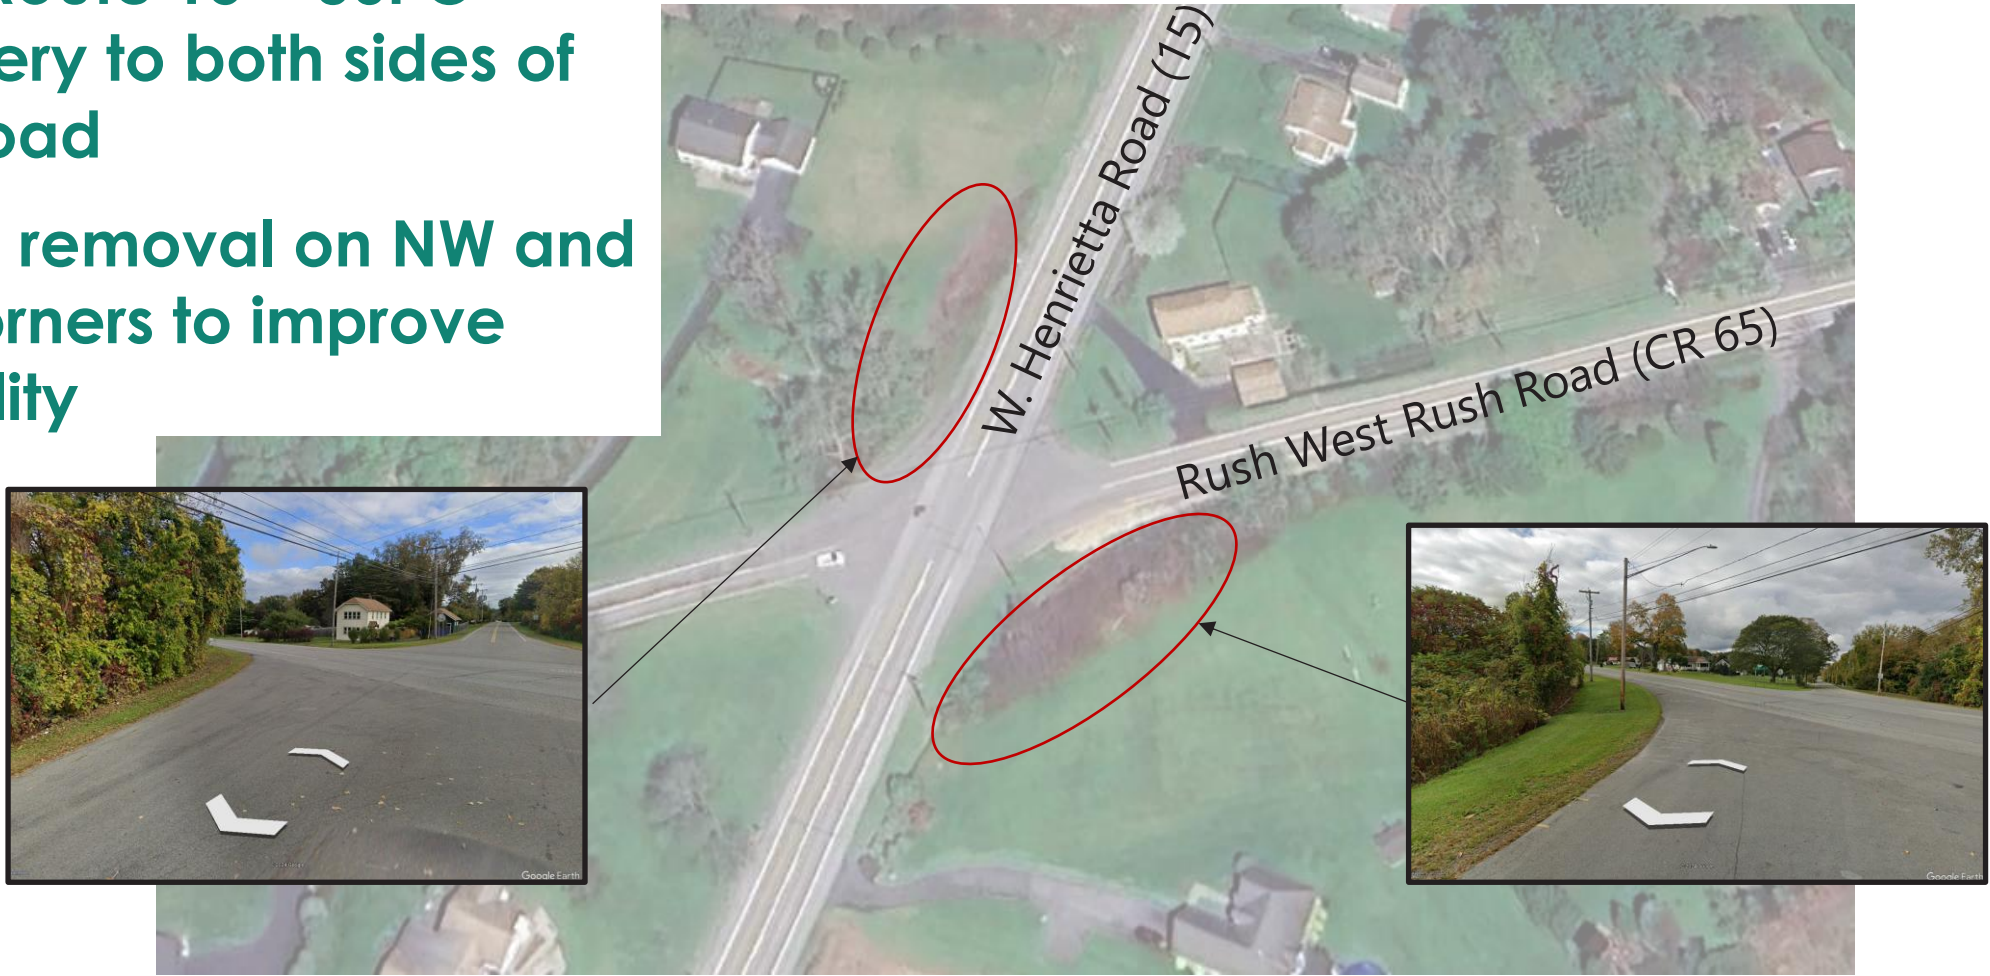 ery to both sides of
oad
removal on NW and
orners to improve
lity
W. Henrietta Road (15)
Rush West Rush Road (CR 65)
Google Earth
Google Earth